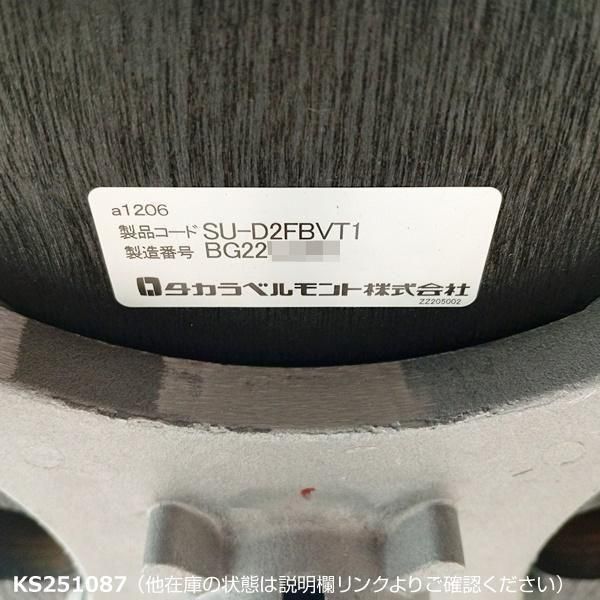 a1206
製品コード SU-D2FBVT1
製造番号 BG22
タカラベルモント株式会社
ZZ205002
KS251087（他在庫の状態は説明欄リンクよりご確認ください）